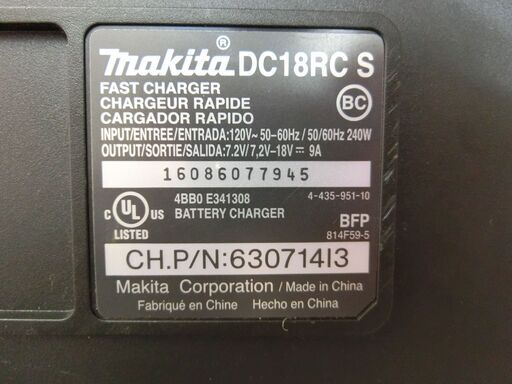 makita® DC18RC S
FAST CHARGER
CHARGEUR RAPIDE
CARGADOR RAPIDO
BC
INPUT/ENTREE/ENTRADA:120V~ 50-60Hz / 50/60Hz 240W
OUTPUT/SORTIE/SALIDA:7.2V/7,2V-18V⎓ 9A
16086077945
C UL US
LISTED
4BB0 E341308
BATTERY CHARGER
4-435-951-10
BFP
814F59-5
CH.P/N:630714I3
Makita Corporation / Made in China
Fabriqué en Chine Hecho en China